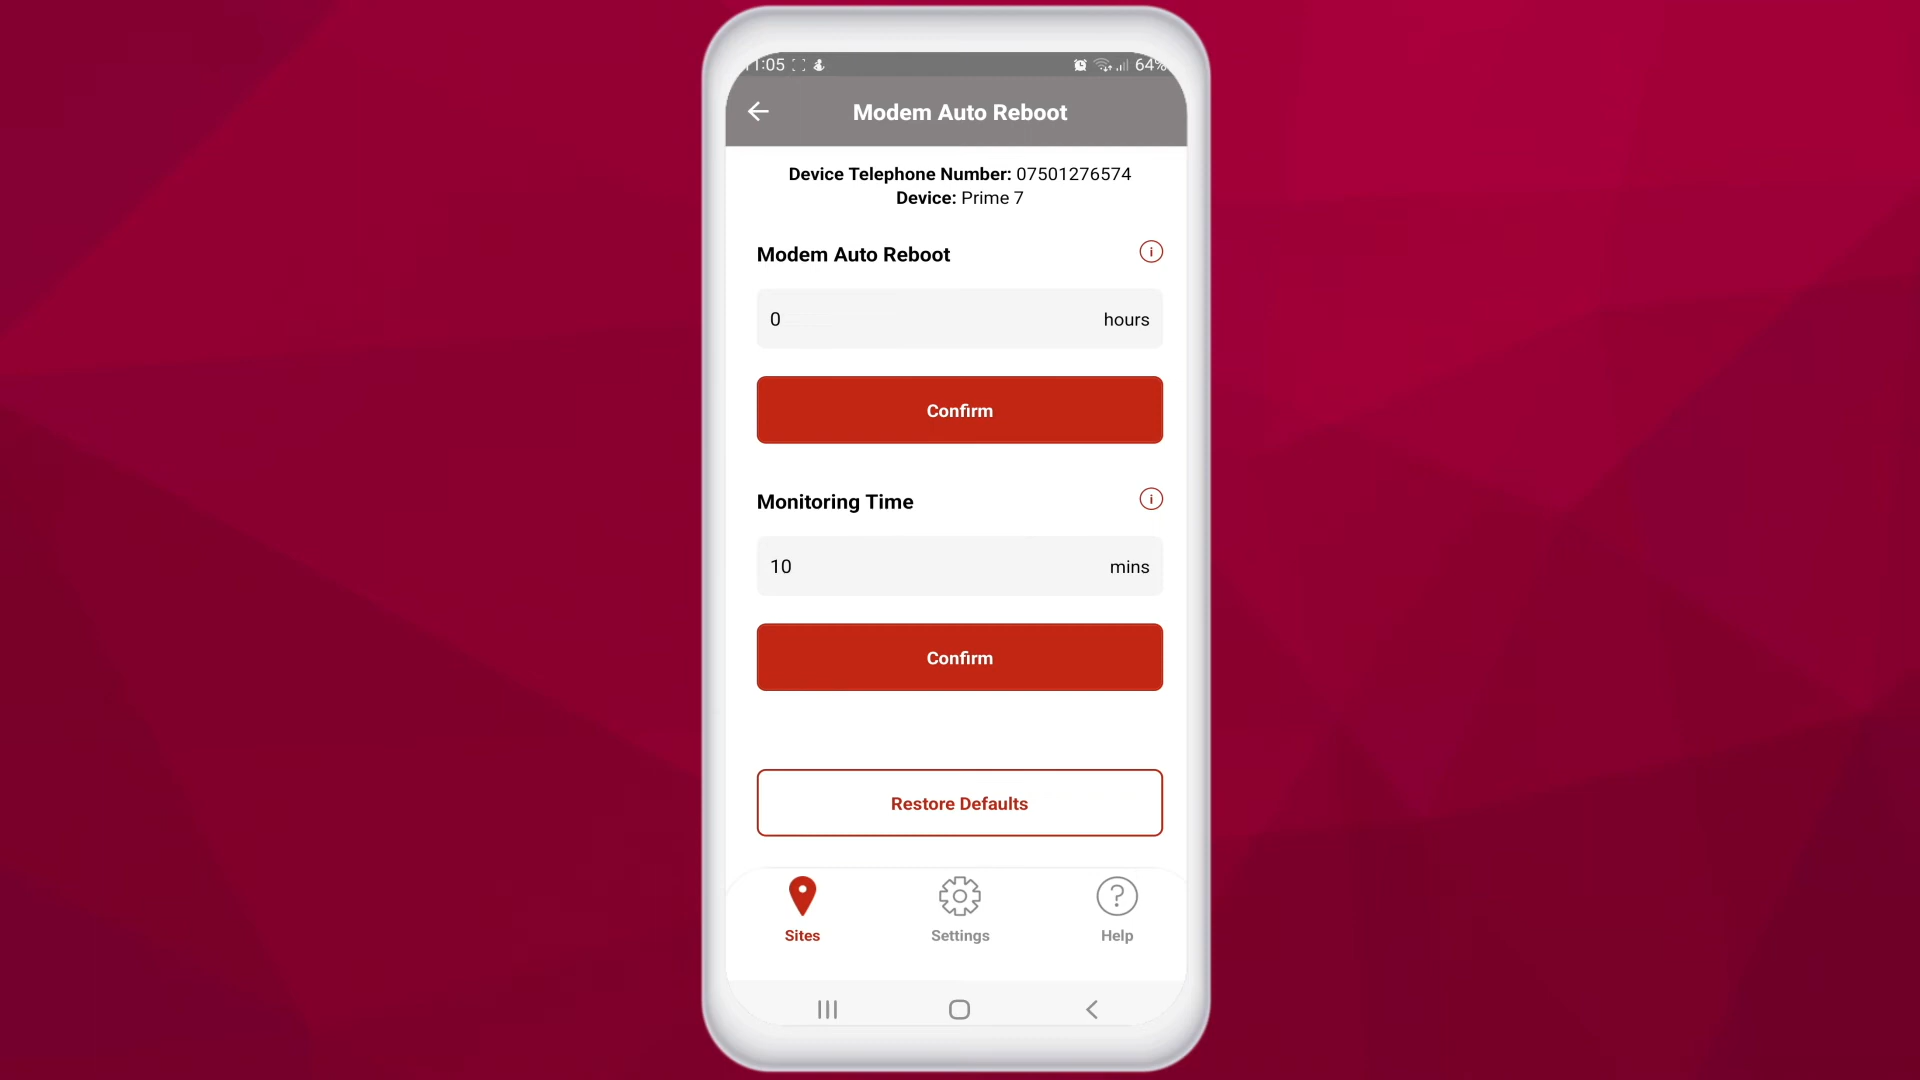 11:05 64%
Modem Auto Reboot
Device Telephone Number: 07501276574
Device: Prime 7
Modem Auto Reboot
0 hours
Confirm
Monitoring Time
10 mins
Confirm
Restore Defaults
Sites Settings Help